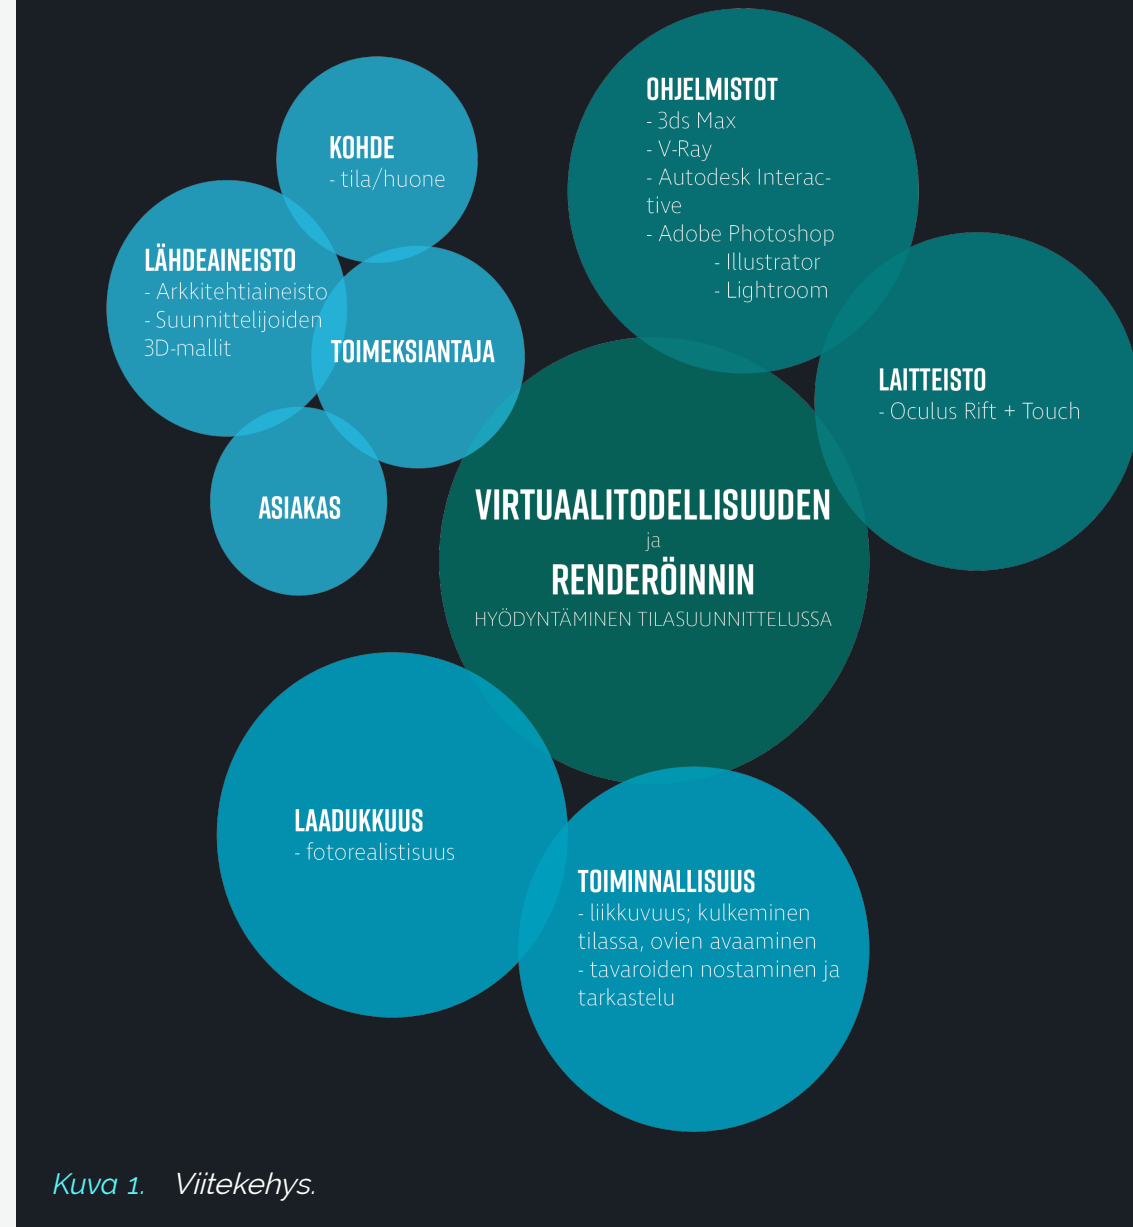 KOHDE
- tila/huone
LÄHDEAINEISTO
- Arkkitehtiaineisto
- Suunnittelijoiden
3D-mallit
TOIMEKSIANTAJA
ASIAKAS
OHJELMISTOT
- 3ds Max
- V-Ray
- Autodesk Interac-
tive
- Adobe Photoshop
- Illustrator
- Lightroom
LAITTEISTO
- Oculus Rift + Touch
VIRTUAALITODELLISUUDEN
ja
RENDERÖINNIN
HYÖDYNTÄMINEN TILASUUNNITTELUSSA
LAADUKKUUS
- fotorealistisuus
TOIMINNALLISUUS
- liikkuvuus; kulkeminen
tilassa, ovien avaaminen
- tavaroiden nostaminen ja
tarkastelu
Kuva 1. Viitekehys.